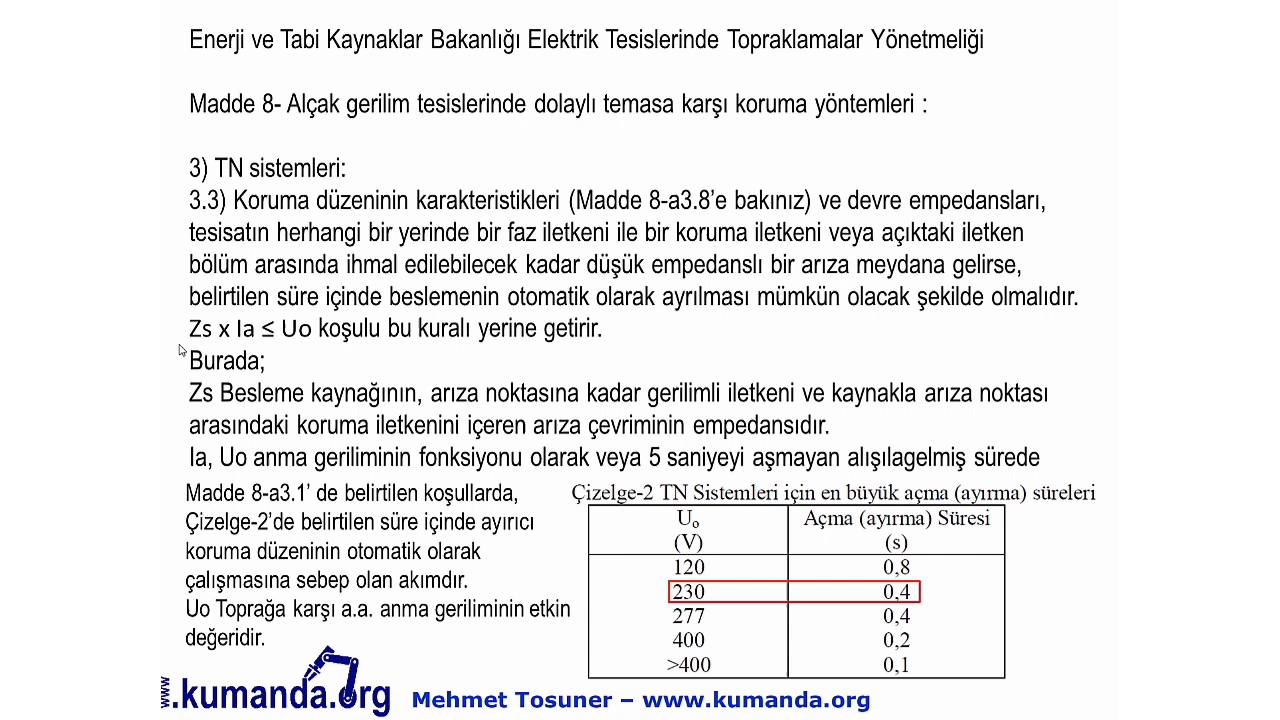 Enerji ve Tabi Kaynaklar Bakanlığı Elektrik Tesislerinde Topraklamalar Yönetmeliği
Madde 8- Alçak gerilim tesislerinde dolaylı temasa karşı koruma yöntemleri :
3) TN sistemleri:
3.3) Koruma düzeninin karakteristikleri (Madde 8-a3.8’e bakınız) ve devre empedansları,
tesisatın herhangi bir yerinde bir faz iletkeni ile bir koruma iletkeni veya açıktaki iletken
bölüm arasında ihmal edilebilecek kadar düşük empedanslı bir arıza meydana gelirse,
belirtilen süre içinde beslemenin otomatik olarak ayrılması mümkün olacak şekilde olmalıdır.
Zs x Ia ≤ Uo koşulu bu kuralı yerine getirir.
Burada;
Zs Besleme kaynağının, arıza noktasına kadar gerilimli iletkeni ve kaynakla arıza noktası
arasındaki koruma iletkenini içeren arıza çevriminin empedansıdır.
Ia, Uo anma geriliminin fonksiyonu olarak veya 5 saniyeyi aşmayan alışılagelmiş sürede
Madde 8-a3.1’ de belirtilen koşullarda,
Çizelge-2’de belirtilen süre içinde ayırıcı
koruma düzeninin otomatik olarak
çalışmasına sebep olan akımdır.
Uo Toprağa karşı a.a. anma geriliminin etkin
değeridir.
Çizelge-2 TN Sistemleri için en büyük açma (ayırma) süreleri
Uo Açma (ayırma) Süresi
(V) (s)
120 0,8
230 0,4
277 0,4
400 0,2
>400 0,1
www.kumanda.org
Mehmet Tosuner – www.kumanda.org